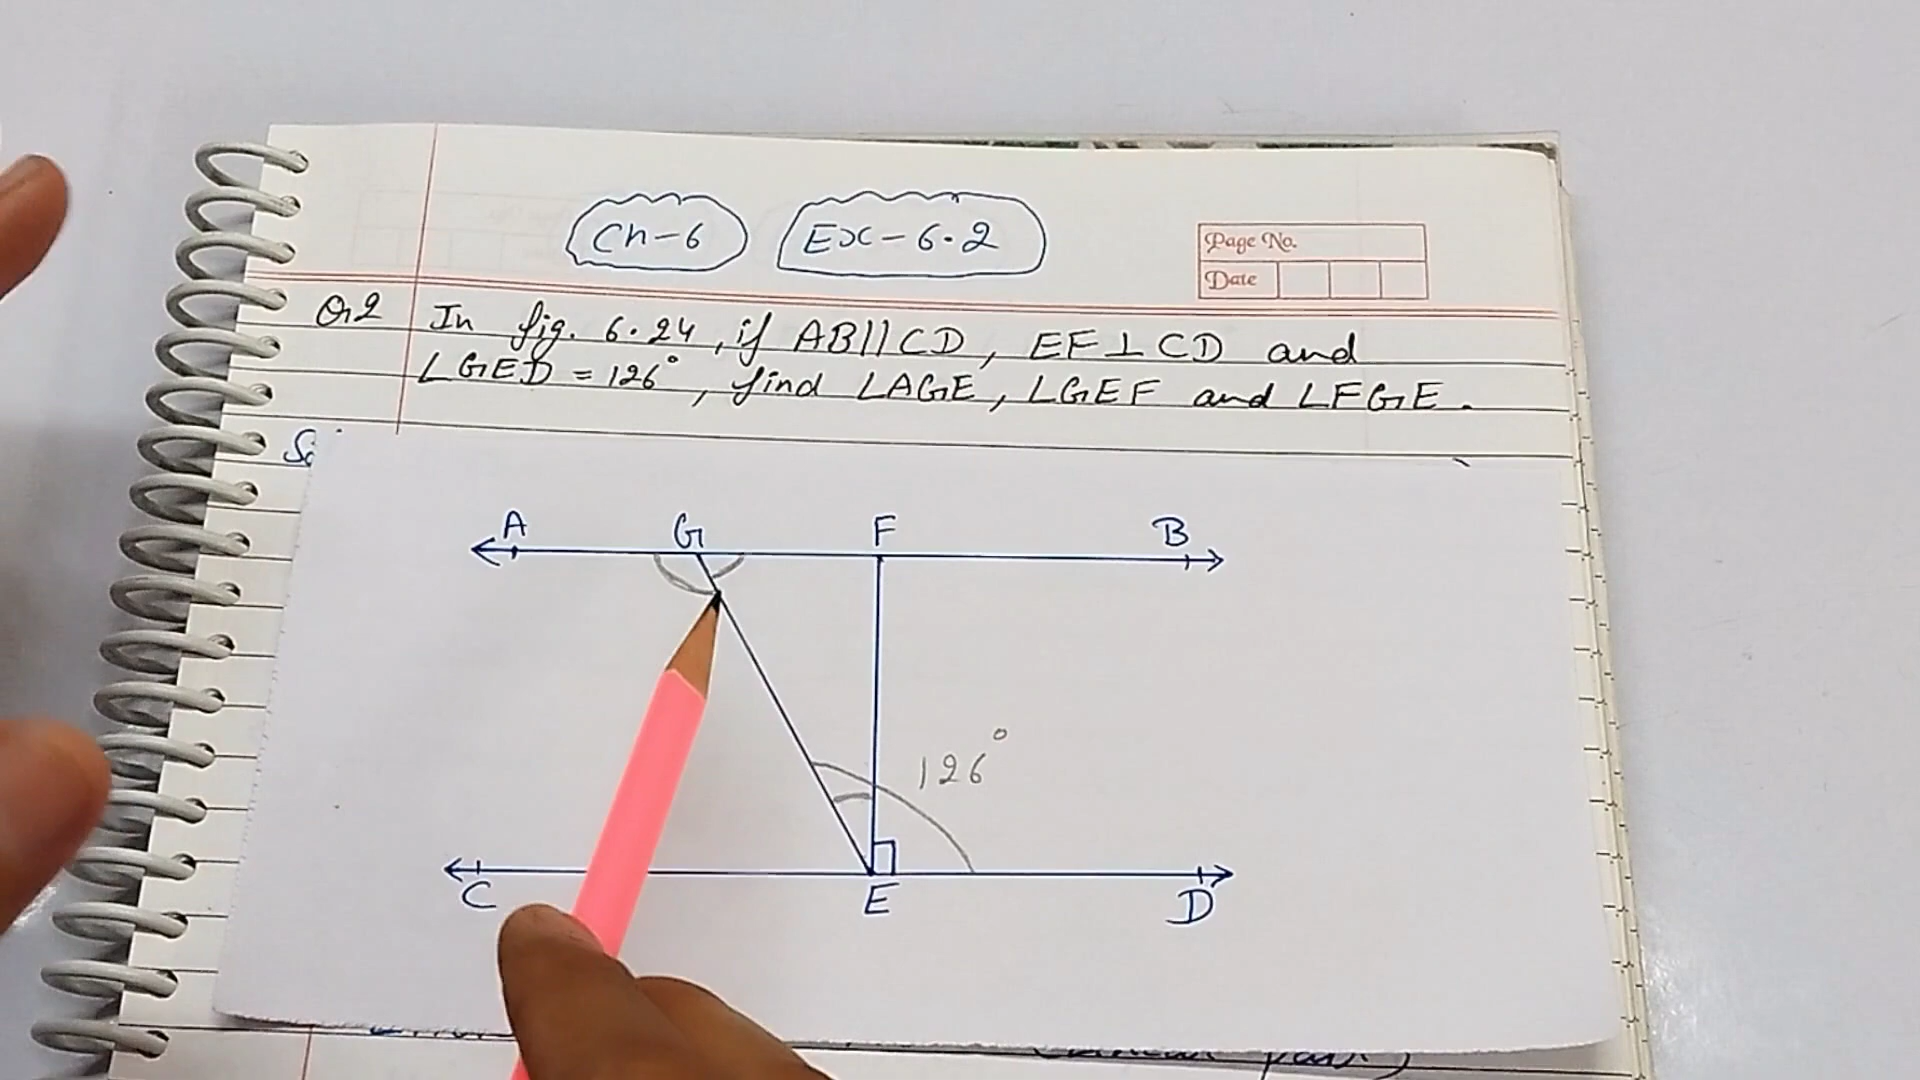 Ch-6 Ex-6.2
Page No.
Date
Q2 In fig. 6.24, if AB||CD, EF⊥CD and
∠GED = 126°, find ∠AGE, ∠GEF and ∠FGE.
A G F B
126°
C E D